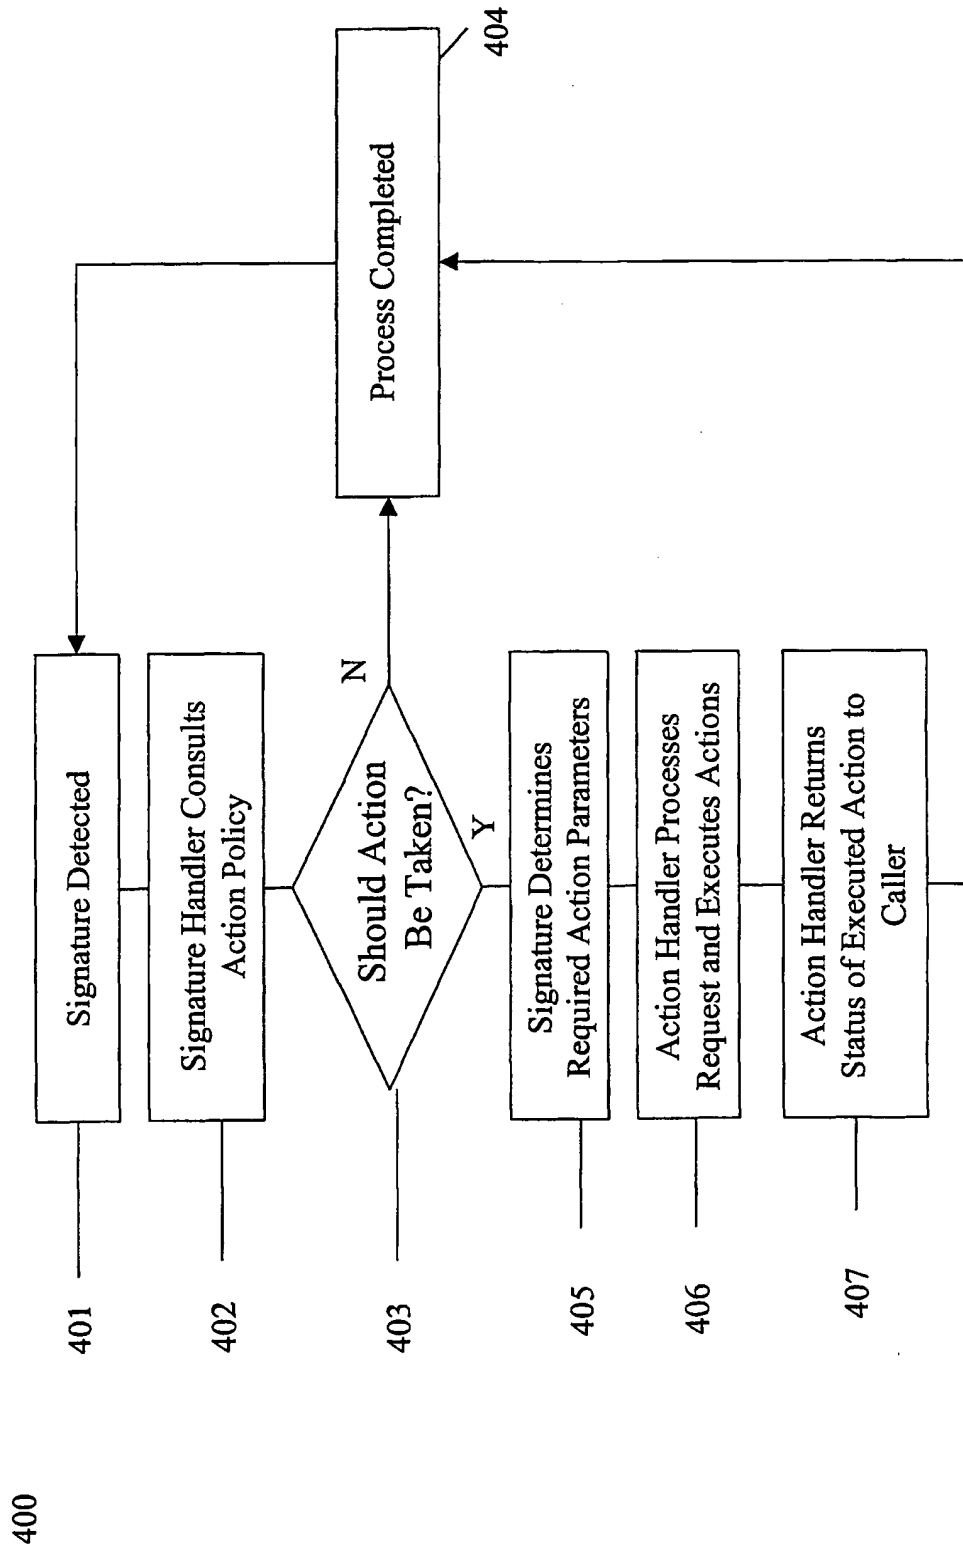 400
401
Signature Detected
402
Signature Handler Consults
Action Policy
403
Should Action
Be Taken?
N
Process Completed
404
Y
405
Signature Determines
Required Action Parameters
406
Action Handler Processes
Request and Executes Actions
407
Action Handler Returns
Status of Executed Action to
Caller